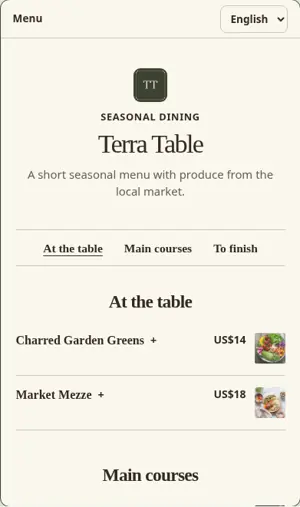 Menu
English
TT
SEASONAL DINING
Terra Table
A short seasonal menu with produce from the
local market.
At the table Main courses To finish
At the table
Charred Garden Greens + US$14
Market Mezze + US$18
Main courses